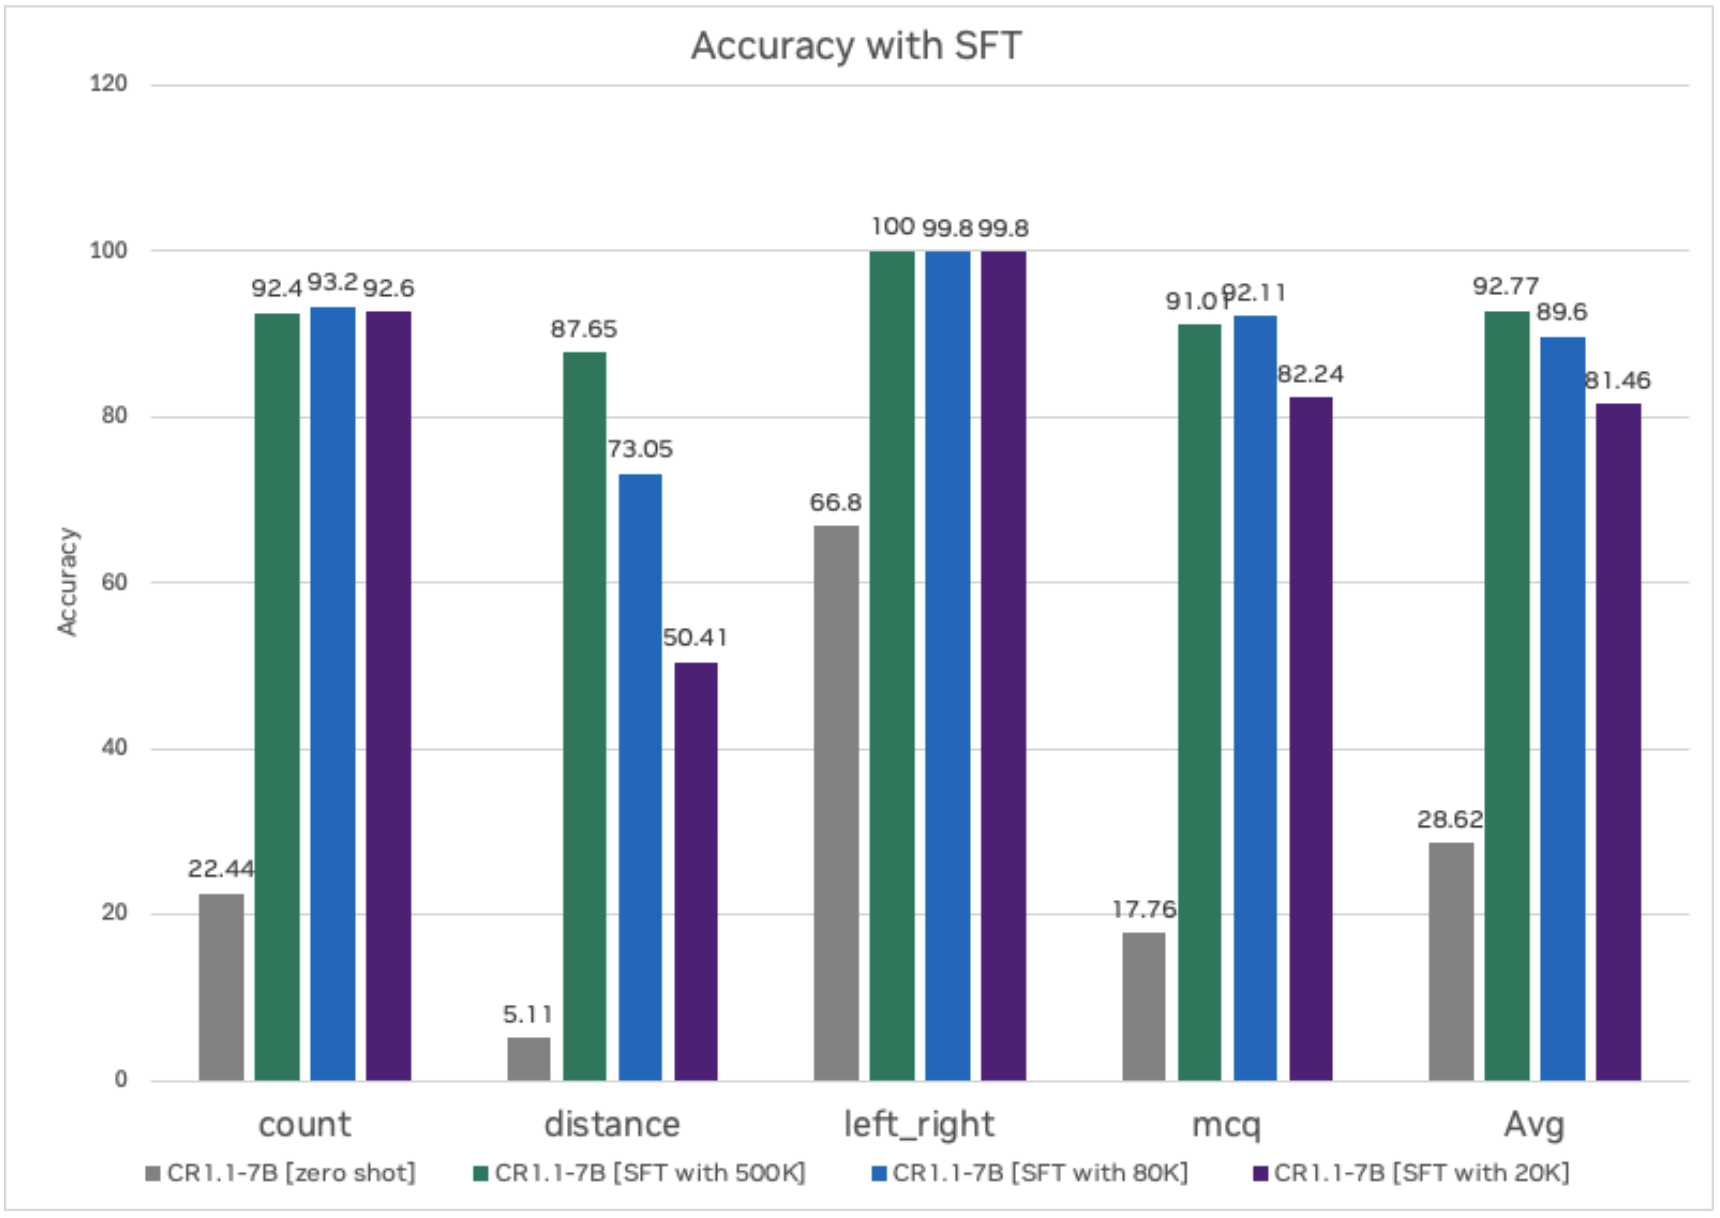 Accuracy with SFT
120
100
80
60
40
20
0
Accuracy
22.44 92.4 93.2 92.6
5.11 87.65 73.05 50.41
66.8 100 99.8 99.8
17.76 91.01 92.11 82.24
28.62 92.77 89.6 81.46
count distance left_right mcq Avg
CR1.1-7B [zero shot] CR1.1-7B [SFT with 500K] CR1.1-7B [SFT with 80K] CR1.1-7B [SFT with 20K]